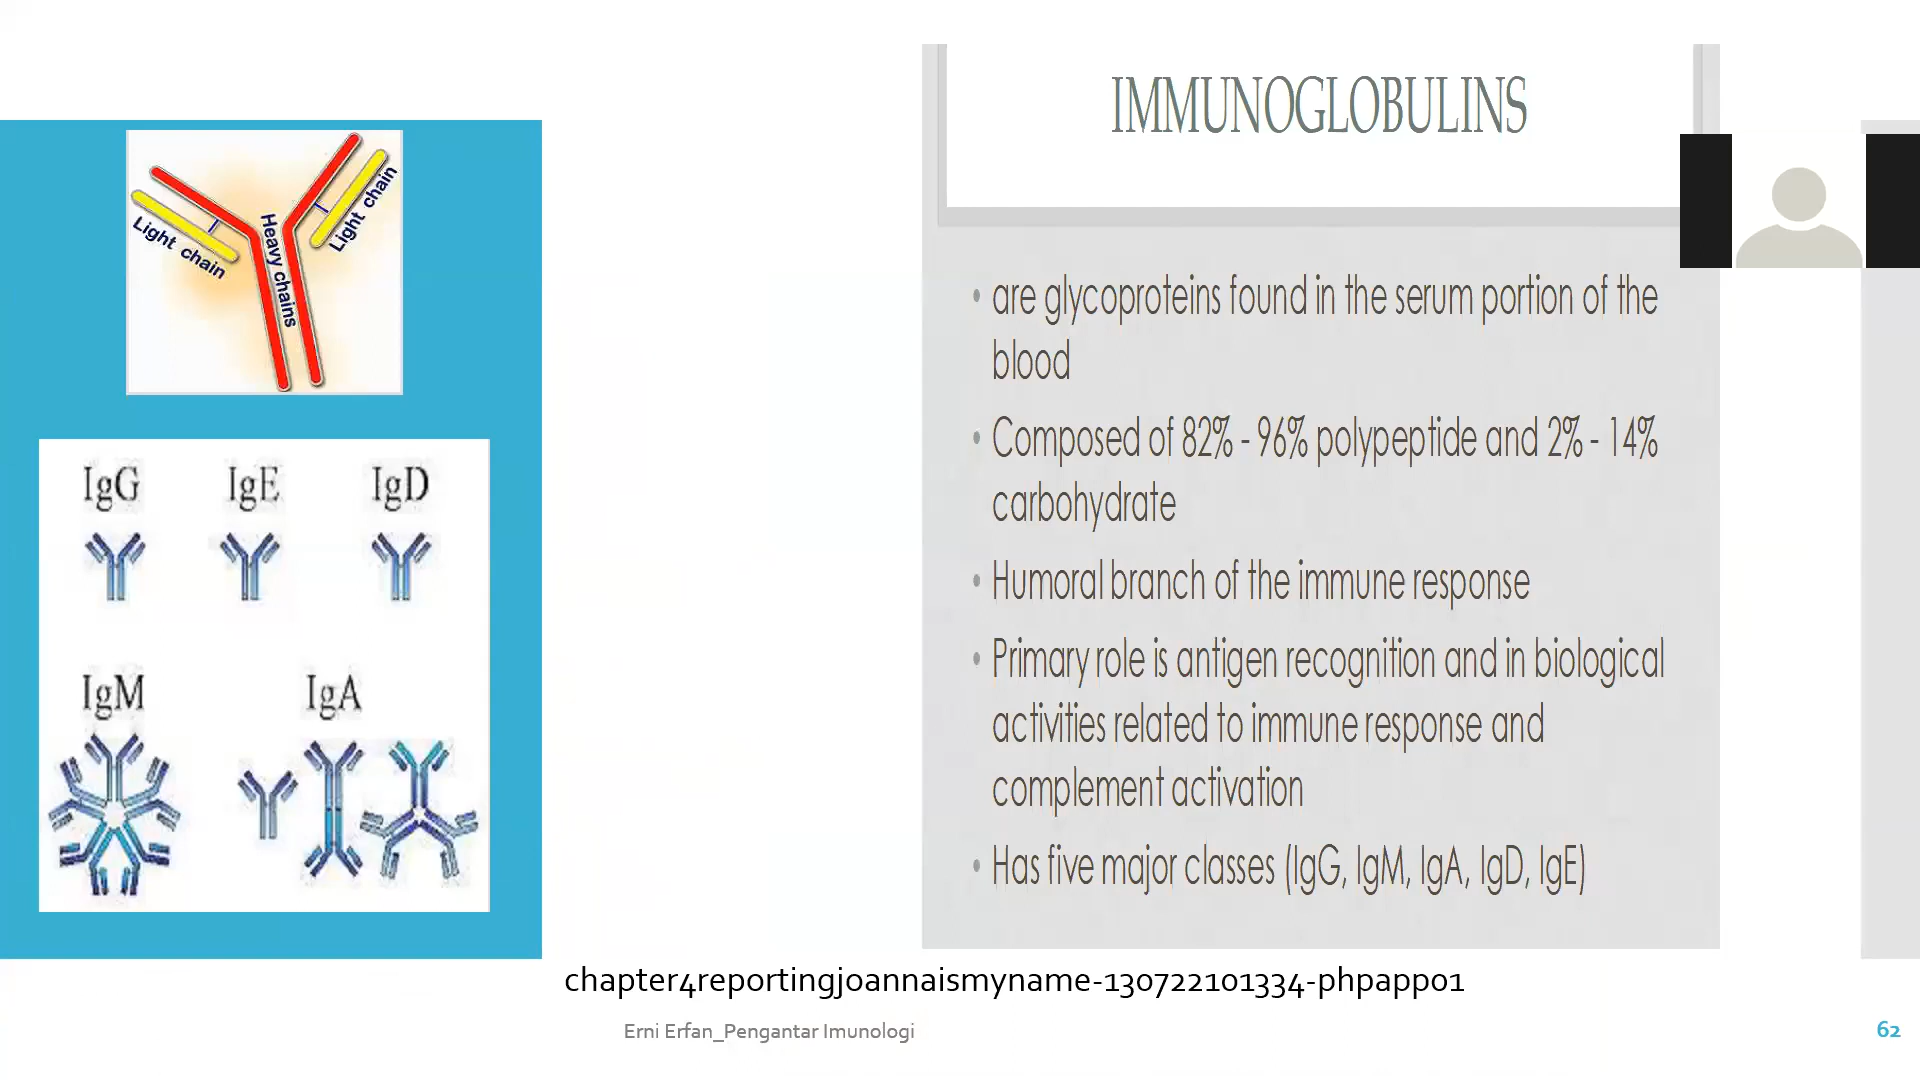 IMMUNOGLOBULINS
Light chain
Heavy chains
Light chain
• are glycoproteins found in the serum portion of the
blood
• Composed of 82% - 96% polypeptide and 2% - 14%
carbohydrate
• Humoral branch of the immune response
• Primary role is antigen recognition and in biological
activities related to immune response and
complement activation
• Has five major classes (IgG, IgM, IgA, IgD, IgE)
IgG IgE IgD
IgM IgA
chapter4reportingjoannaismyname-130722101334-phpapp01
Erni Erfan_Pengantar Imunologi
62